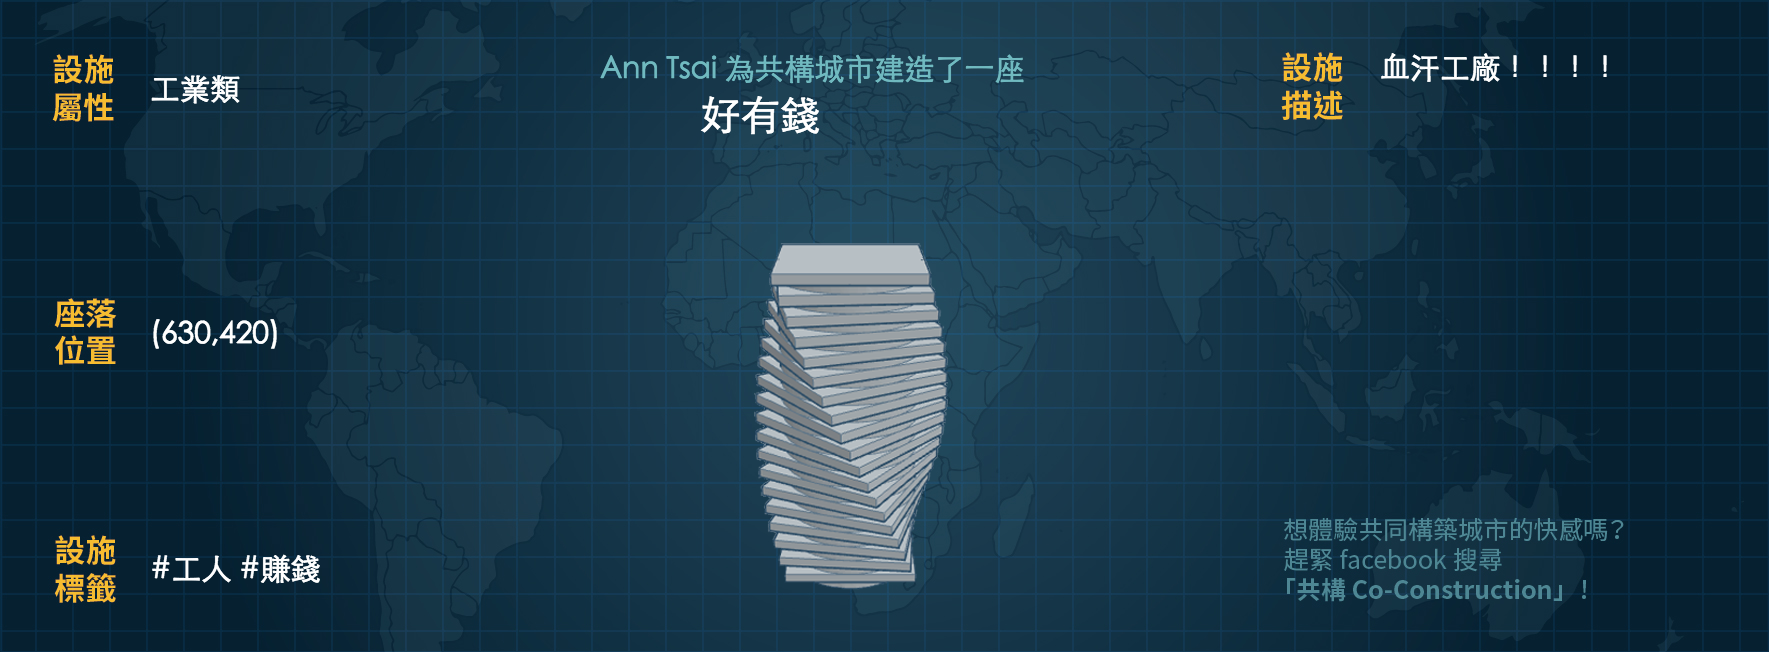 設施
屬性
工業類
Ann Tsai 為共構城市建造了一座
好有錢
設施
描述
血汗工廠！！！！
座落
位置
(630,420)
設施
標籤
#工人 #賺錢
想體驗共同構築城市的快感嗎？
趕緊 facebook 搜尋
「共構 Co-Construction」！